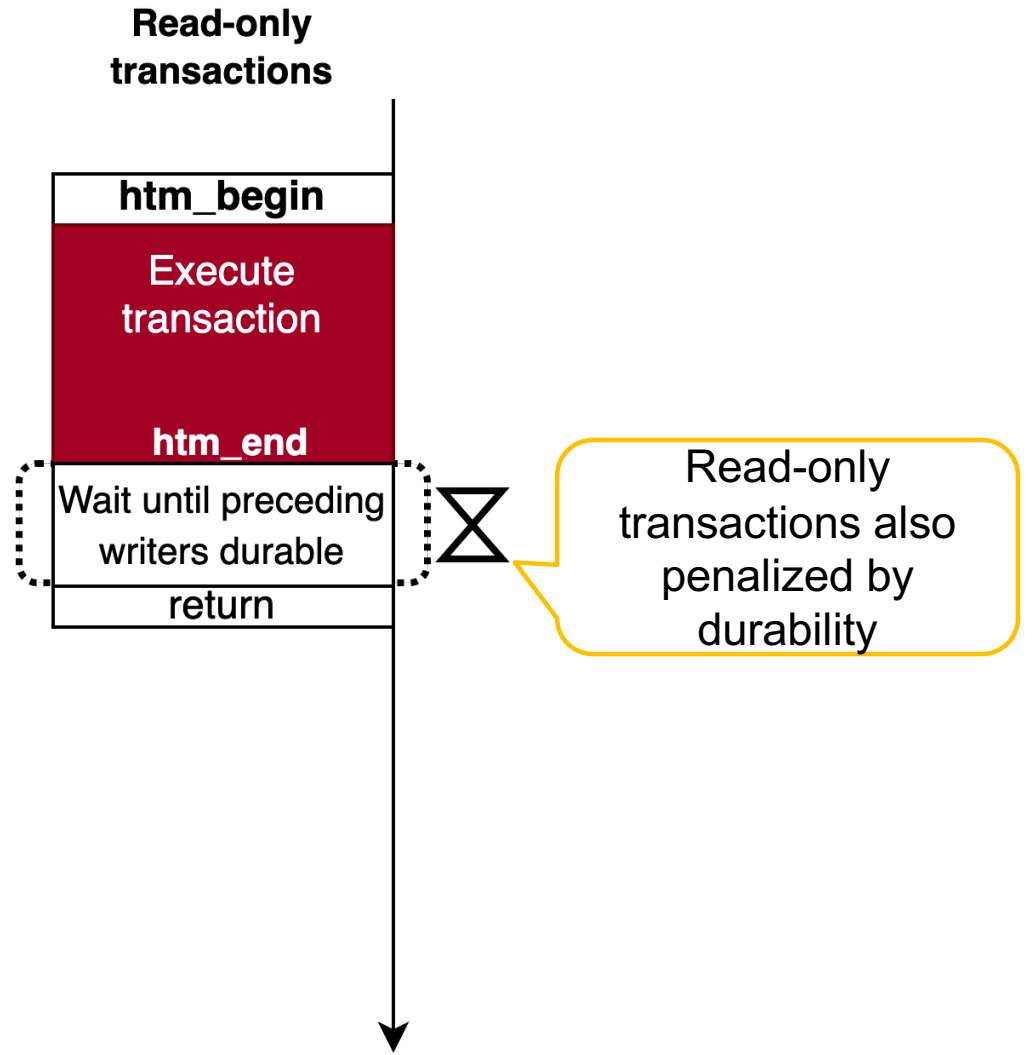 Read-only
transactions
htm_begin
Execute
transaction
htm_end
Wait until preceding
writers durable
return
Read-only
transactions also
penalized by
durability